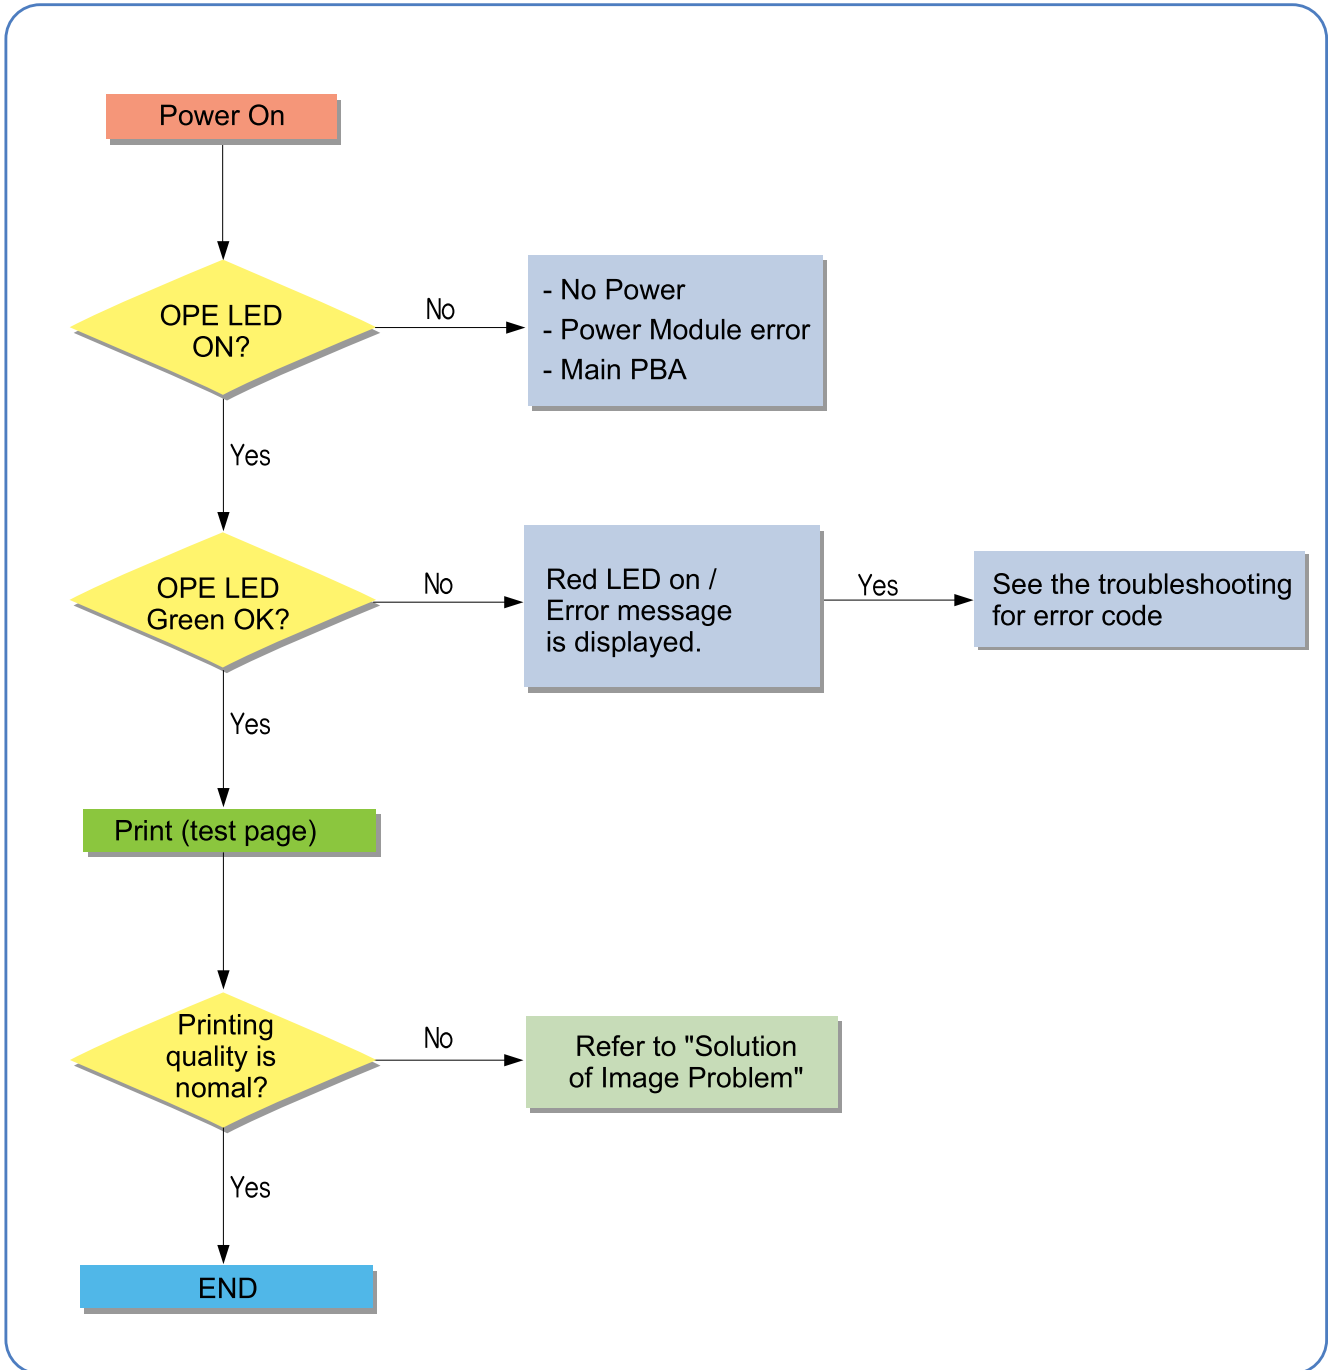 Power On
OPE LED
ON?
No
- No Power
- Power Module error
- Main PBA
Yes
OPE LED
Green OK?
No
Red LED on /
Error message
is displayed.
Yes
See the troubleshooting
for error code
Yes
Print (test page)
Printing
quality is
nomal?
No
Refer to "Solution
of Image Problem"
Yes
END